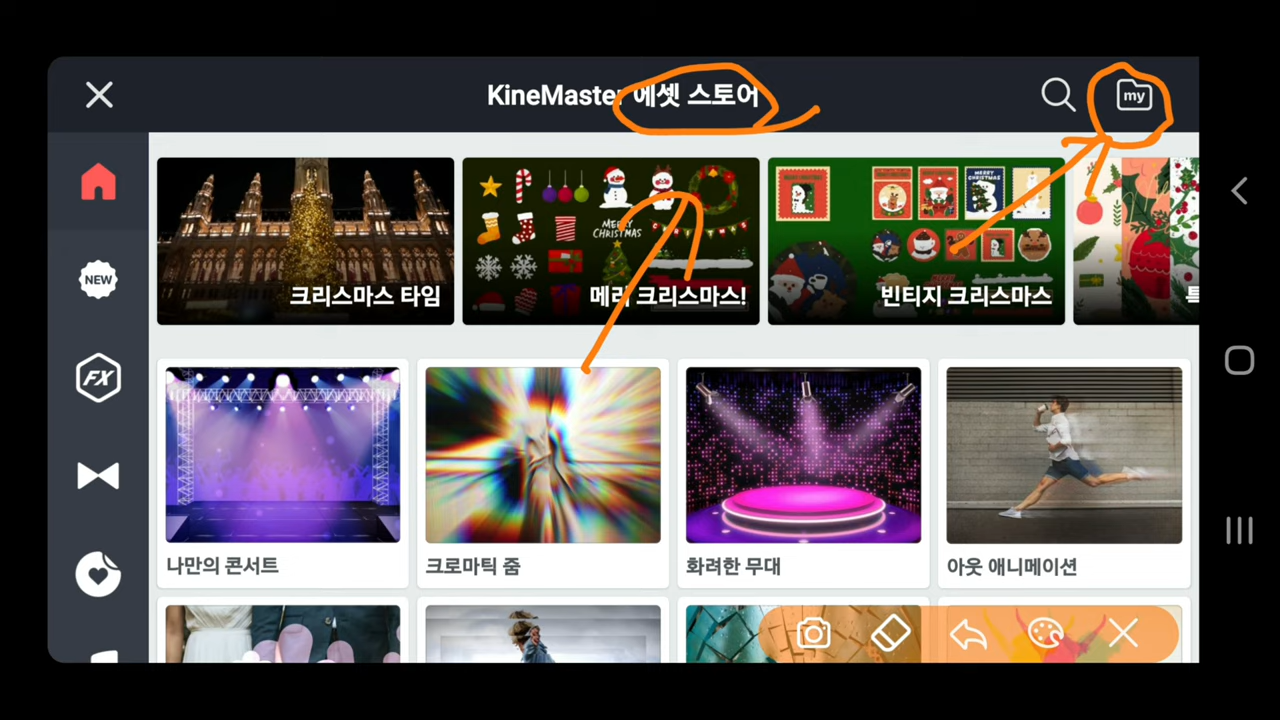 KineMaster 에셋 스토어
my
NEW
FX
크리스마스 타임
MERRY CHRISTMAS
메리 크리스마스!
MERRY CHRISTMAS
빈티지 크리스마스
나만의 콘서트
크로마틱 줌
화려한 무대
아웃 애니메이션